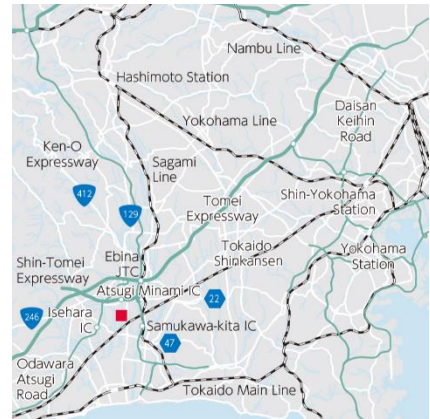 Nambu Line
Hashimoto Station
Daisan
Keihin
Road
Yokohama Line
Ken-O
Expressway
Sagami
Line
412
Tomei
Expressway
Shin-Yokohama
Station
129
Ebina
JTC
Tokaido
Shinkansen
Yokohama
Station
Shin-Tomei
Expressway
Atsugi Minami IC
22
Isehara
IC
246
Samukawa-kita IC
47
Odawara
Atsugi
Road
Tokaido Main Line